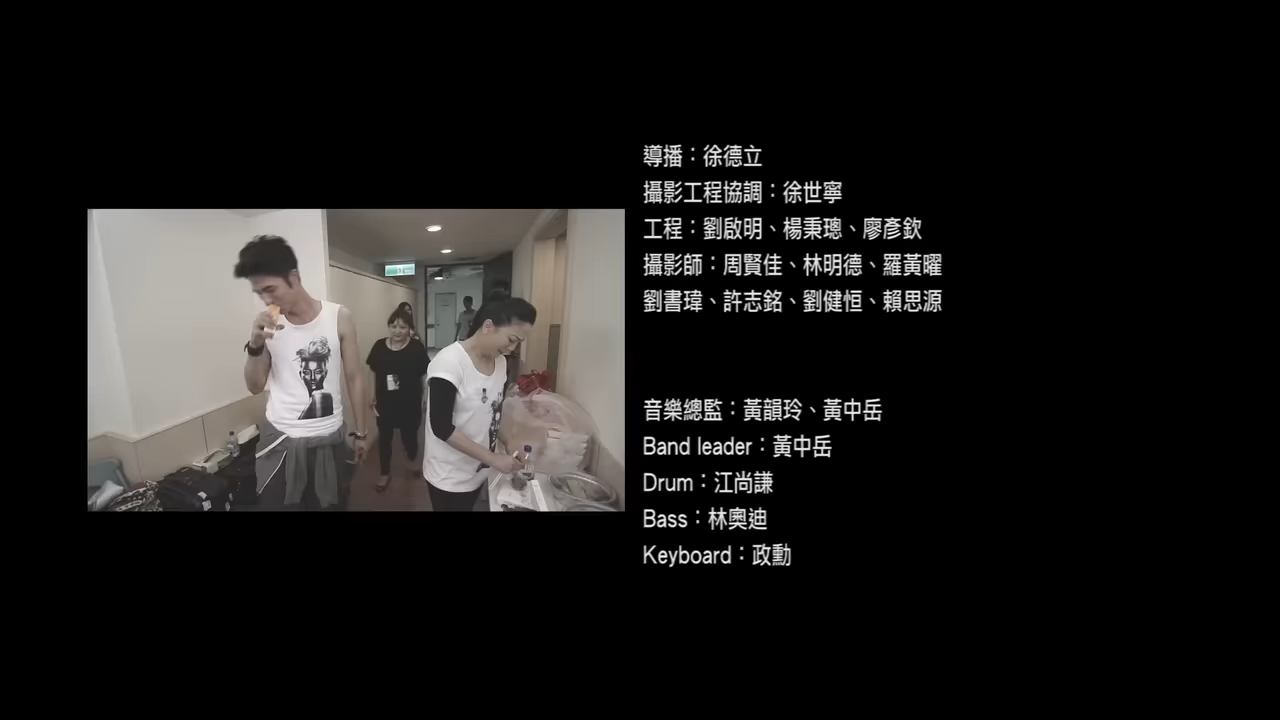 導播：徐德立
攝影工程協調：徐世寧
工程：劉啟明、楊秉璁、廖彥欽
攝影師：周賢佳、林明德、羅黃曜
劉書瑋、許志銘、劉健恒、賴思源
音樂總監：黃韻玲、黃中岳
Band leader：黃中岳
Drum：江尚謙
Bass：林奧迪
Keyboard：政勳